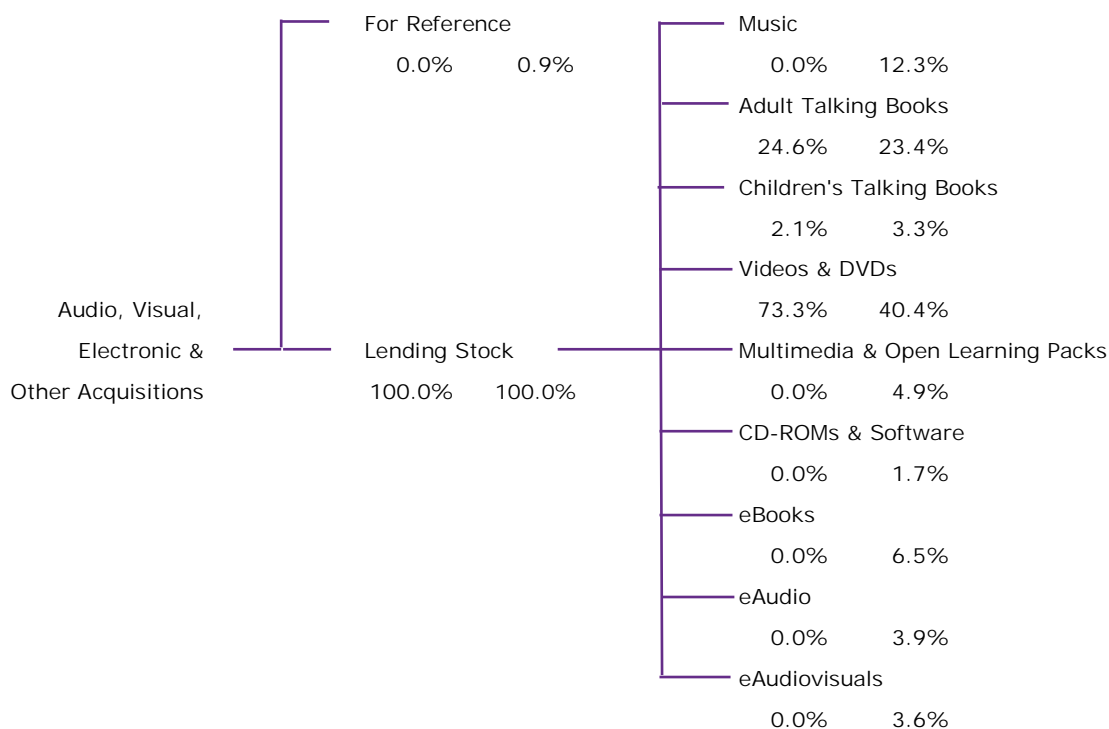 For Reference
0.0% 0.9%
Audio, Visual,
Electronic &
Other Acquisitions
Lending Stock
100.0% 100.0%
Music
0.0% 12.3%
Adult Talking Books
24.6% 23.4%
Children's Talking Books
2.1% 3.3%
Videos & DVDs
73.3% 40.4%
Multimedia & Open Learning Packs
0.0% 4.9%
CD-ROMs & Software
0.0% 1.7%
eBooks
0.0% 6.5%
eAudio
0.0% 3.9%
eAudiovisuals
0.0% 3.6%